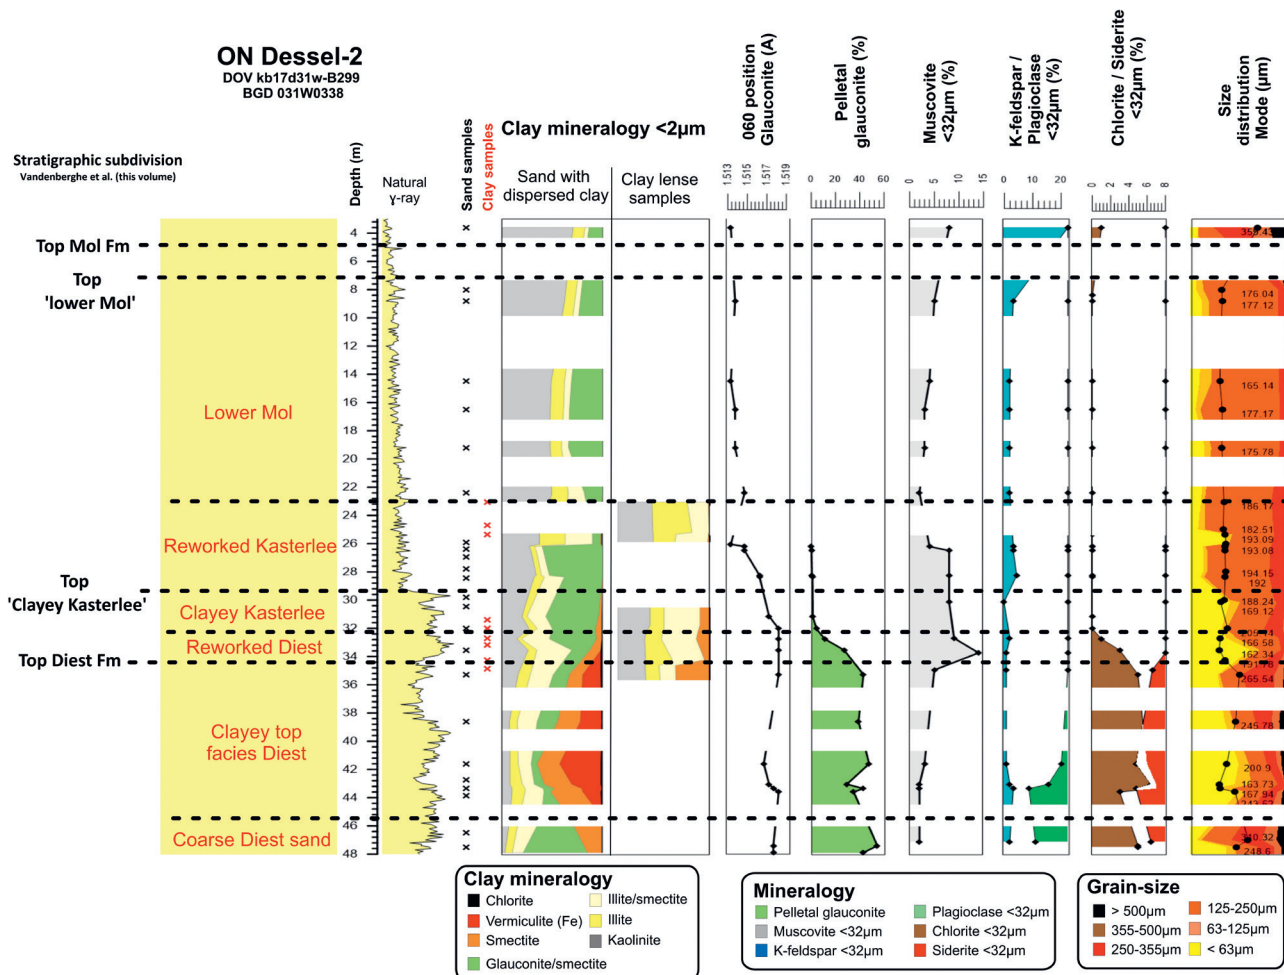 ON Dessel-2
DOV kb17d31w-B299
BGD 031W0338
Stratigraphic subdivision
Vandenberghe et al. (this volume)
Depth (m)
Natural
γ-ray
Sand samples
Clay samples
Clay mineralogy <2µm
Sand with
dispersed clay
Clay lense
samples
060 position
Glauconite (A)
Pelletal
glauconite (%)
Muscovite
<32µm (%)
K-feldspar /
Plagioclase
<32µm (%)
Chlorite / Siderite
<32µm (%)
Size
distribution
Mode (µm)
1.513
1.515
1.517
1.519
0
20
40
60
0
5
10
15
0
10
20
0
2
4
6
8
Top Mol Fm
Top
'lower Mol'
Lower Mol
Reworked Kasterlee
Top
'Clayey Kasterlee'
Clayey Kasterlee
Reworked Diest
Top Diest Fm
Clayey top
facies Diest
Coarse Diest sand
4
6
8
10
12
14
16
18
20
22
24
26
28
30
32
34
36
38
40
42
44
46
48
176 04
177 12
165 14
177 17
175 78
186.17
182 51
193 09
193 08
194 15
192
188 24
169 12
166 58
162 34
191.78
265 54
245.78
200.9
163 73
167 94
243.52
310.32
248.6
Clay mineralogy
Chlorite
Vermiculite (Fe)
Smectite
Glauconite/smectite
Illite/smectite
Illite
Kaolinite
Mineralogy
Pelletal glauconite
Muscovite <32µm
K-feldspar <32µm
Plagioclase <32µm
Chlorite <32µm
Siderite <32µm
Grain-size
> 500µm
355-500µm
250-355µm
125-250µm
63-125µm
< 63µm